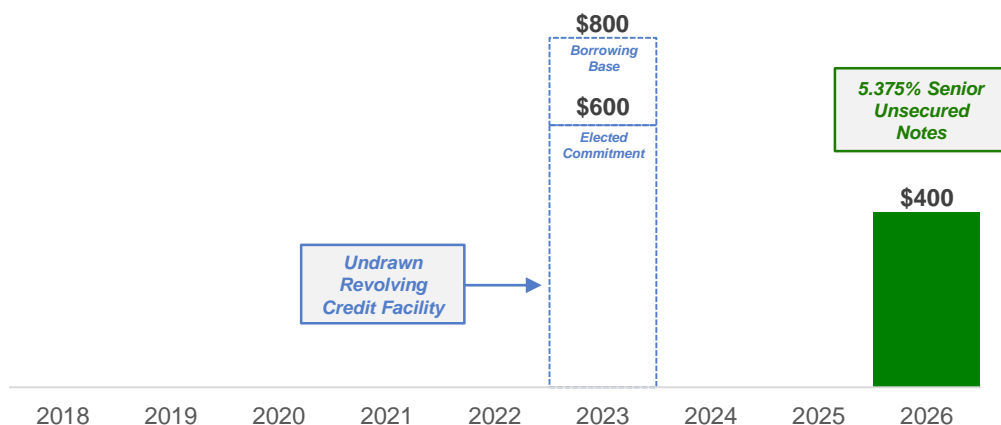 $800
Borrowing
Base
$600
Elected
Commitment
5.375% Senior
Unsecured
Notes
$400
Undrawn
Revolving
Credit Facility
2018 2019 2020 2021 2022 2023 2024 2025 2026